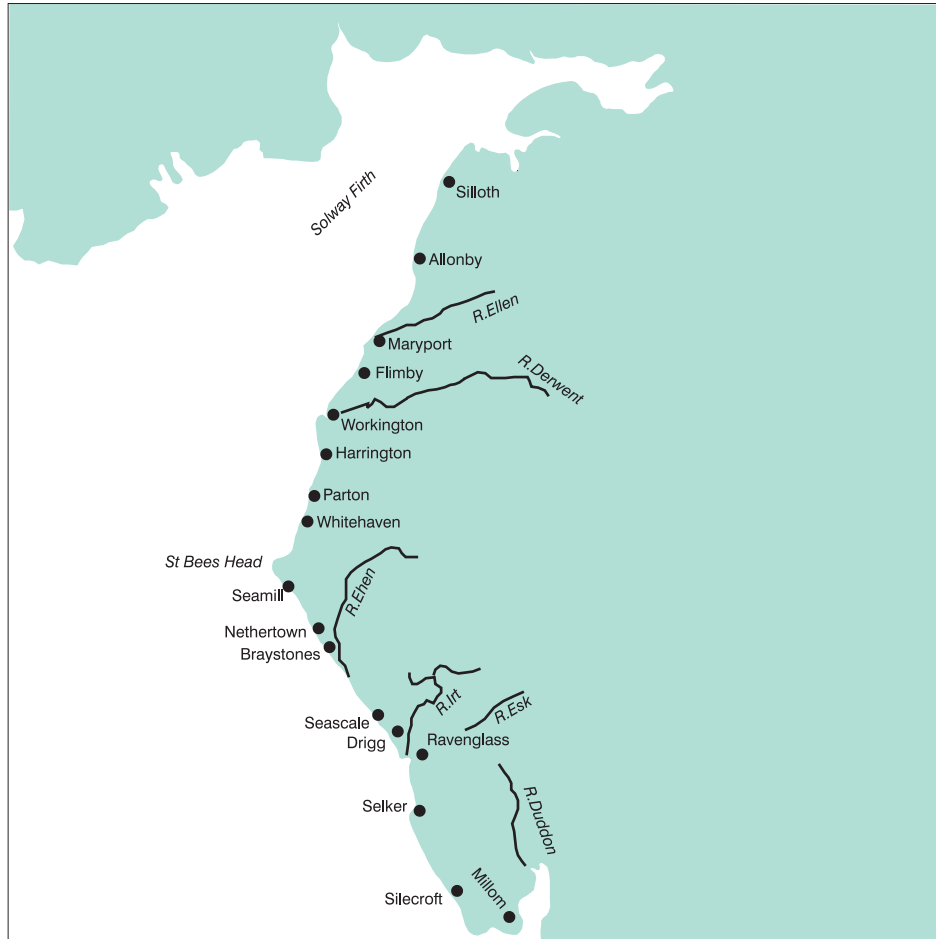 Silloth
Solway Firth
Allonby
R.Ellen
Maryport
R.Derwent
Flimby
Workington
Harrington
Parton
Whitehaven
St Bees Head
R.Ehen
Seamill
Nethertown
Braystones
R.Irt
R.Esk
Seascale
Drigg
Ravenglass
Selker
R.Duddon
Millom
Silecroft